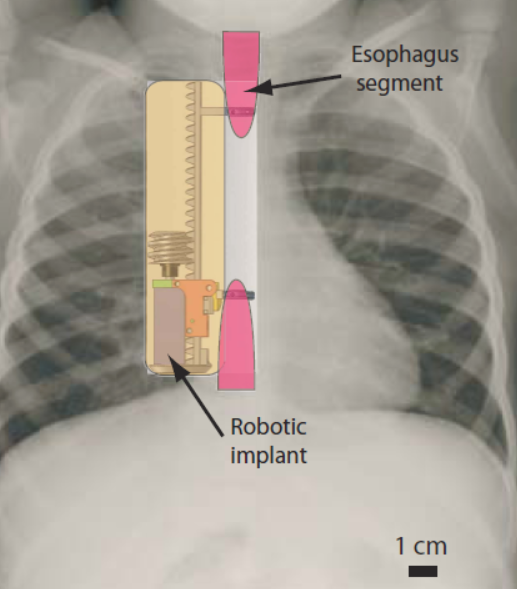 Esophagus
segment
Robotic
implant
1 cm